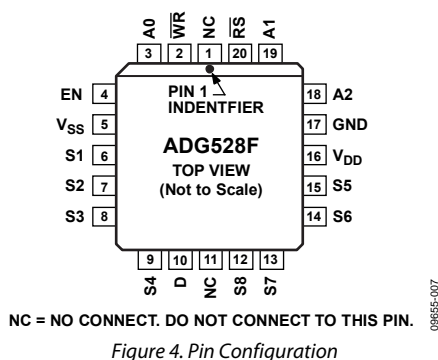 A0 WR NC RS A1
3 2 1 20 19
PIN 1
INDENTFIER
EN 4
VSS 5
S1 6
S2 7
S3 8
ADG528F
TOP VIEW
(Not to Scale)
18 A2
17 GND
16 VDD
15 S5
14 S6
9 10 11 12 13
S4 D NC S8 S7
NC = NO CONNECT. DO NOT CONNECT TO THIS PIN.
09655-007
Figure 4. Pin Configuration